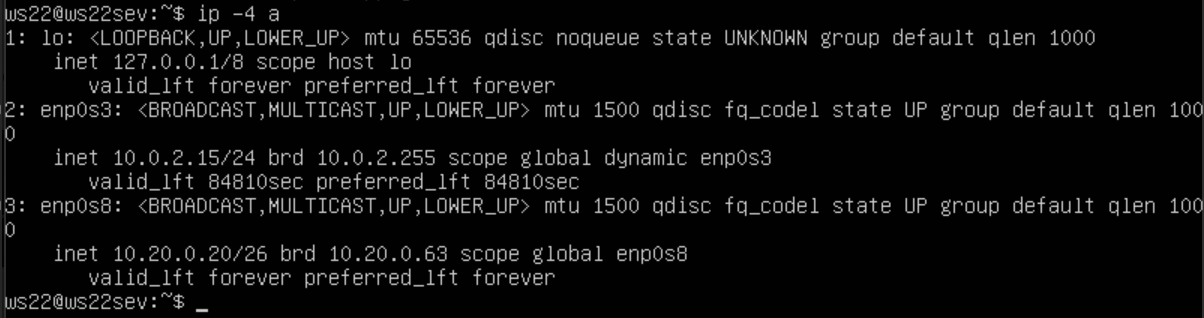 ws22@ws22sev:~$ ip -4 a
1: lo: <LOOPBACK,UP,LOWER_UP> mtu 65536 qdisc noqueue state UNKNOWN group default qlen 1000
    inet 127.0.0.1/8 scope host lo
       valid_lft forever preferred_lft forever
2: enp0s3: <BROADCAST,MULTICAST,UP,LOWER_UP> mtu 1500 qdisc fq_codel state UP group default qlen 100
0
    inet 10.0.2.15/24 brd 10.0.2.255 scope global dynamic enp0s3
       valid_lft 84810sec preferred_lft 84810sec
3: enp0s8: <BROADCAST,MULTICAST,UP,LOWER_UP> mtu 1500 qdisc fq_codel state UP group default qlen 100
0
    inet 10.20.0.20/26 brd 10.20.0.63 scope global enp0s8
       valid_lft forever preferred_lft forever
ws22@ws22sev:~$ _